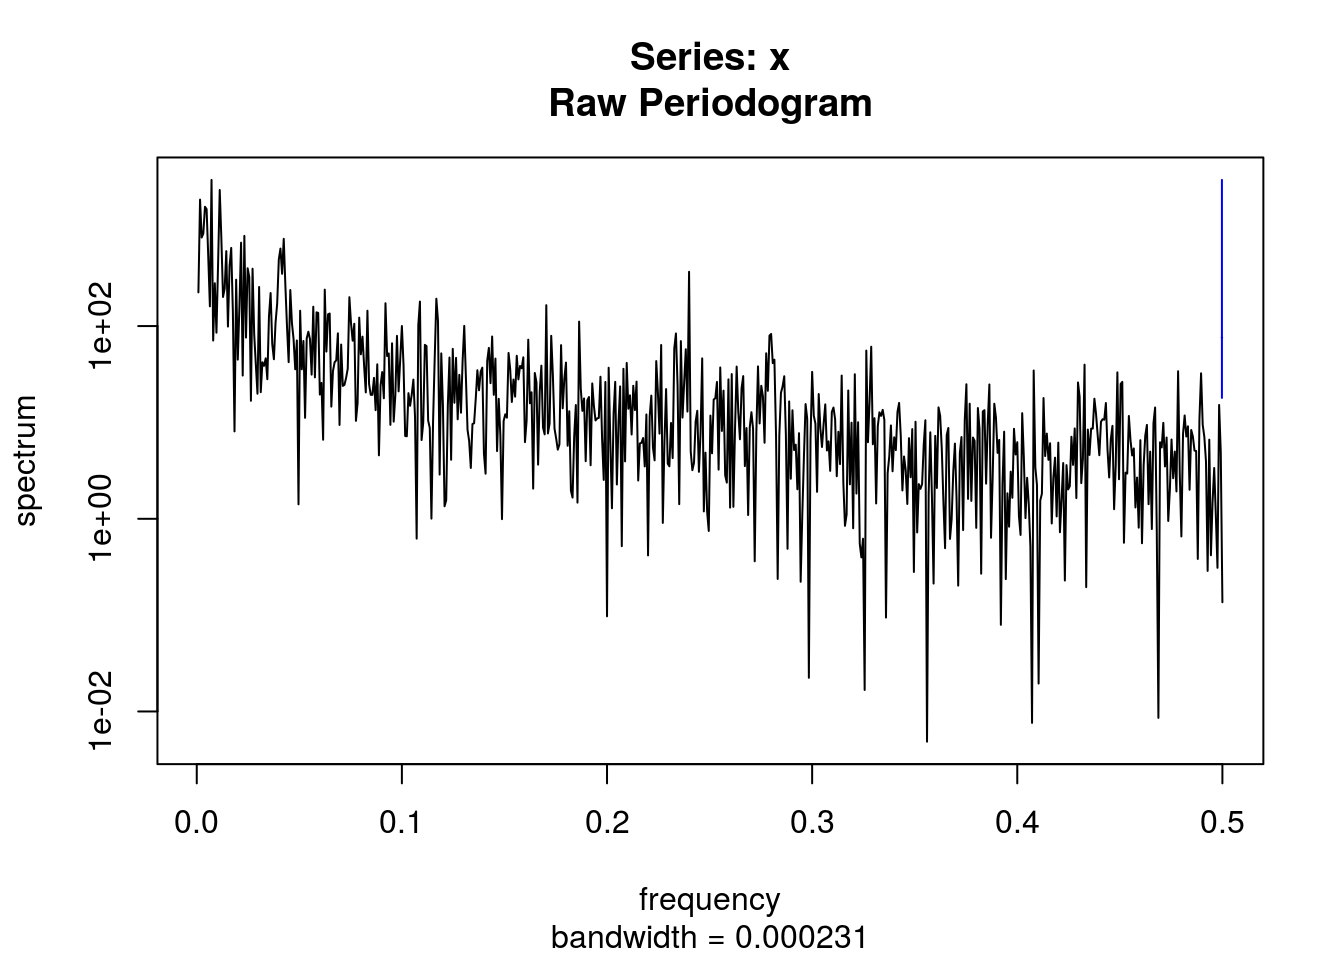 Series: x
Raw Periodogram
spectrum
1e+02
1e+00
1e-02
0.0 0.1 0.2 0.3 0.4 0.5
frequency
bandwidth = 0.000231